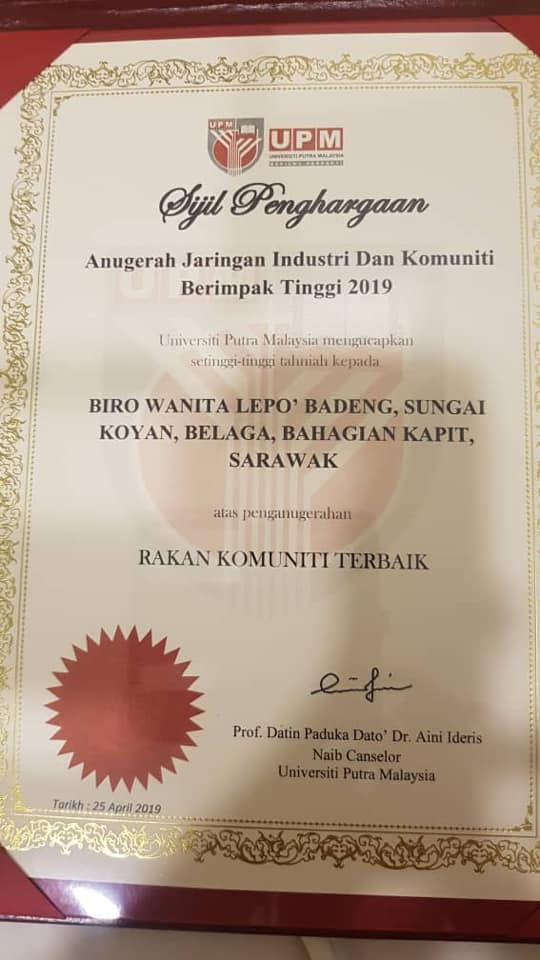 UPM
UPM
UNIVERSITI PUTRA MALAYSIA
BERILMU BERBAKTI
Sijil Penghargaan
Anugerah Jaringan Industri Dan Komuniti
Berimpak Tinggi 2019
Universiti Putra Malaysia mengucapkan
setinggi-tinggi tahniah kepada
BIRO WANITA LEPO’ BADENG, SUNGAI
KOYAN, BELAGA, BAHAGIAN KAPIT,
SARAWAK
atas penganugerahan
RAKAN KOMUNITI TERBAIK
Prof. Datin Paduka Dato’ Dr. Aini Ideris
Naib Canselor
Universiti Putra Malaysia
Tarikh : 25 April 2019